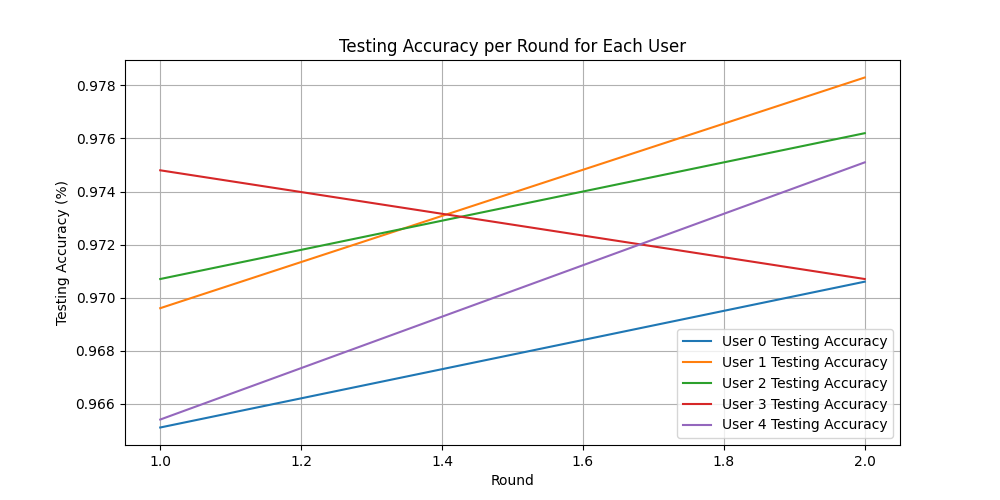 Testing Accuracy per Round for Each User
Testing Accuracy (%)
0.978
0.976
0.974
0.972
0.970
0.968
0.966
User 0 Testing Accuracy
User 1 Testing Accuracy
User 2 Testing Accuracy
User 3 Testing Accuracy
User 4 Testing Accuracy
1.0 1.2 1.4 1.6 1.8 2.0
Round